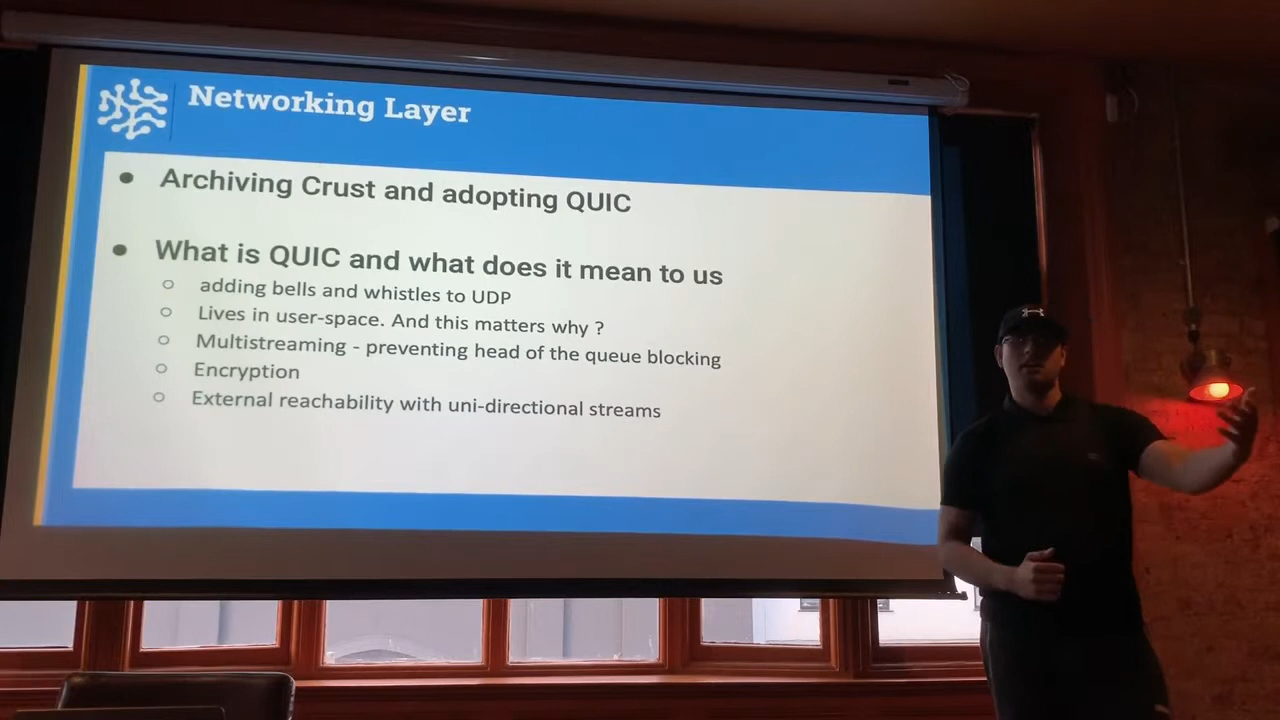 Networking Layer
● Archiving Crust and adopting QUIC
● What is QUIC and what does it mean to us
○ adding bells and whistles to UDP
○ Lives in user-space. And this matters why ?
○ Multistreaming - preventing head of the queue blocking
○ Encryption
○ External reachability with uni-directional streams